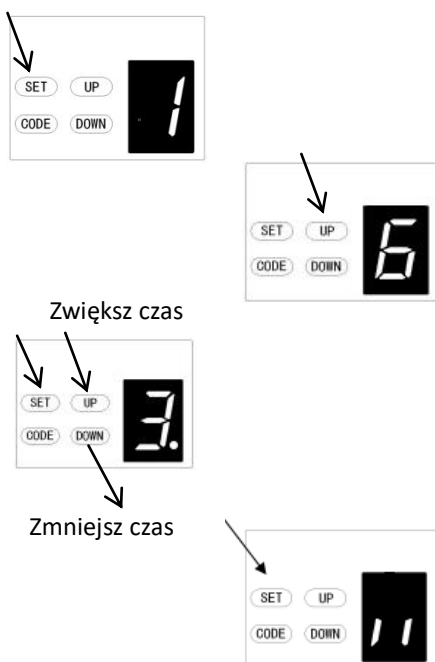 SET UP
CODE DOWN
1
SET UP
CODE DOWN
6
Zwiększ czas
SET UP
CODE DOWN
3.
Zmniejsz czas
SET UP
CODE DOWN